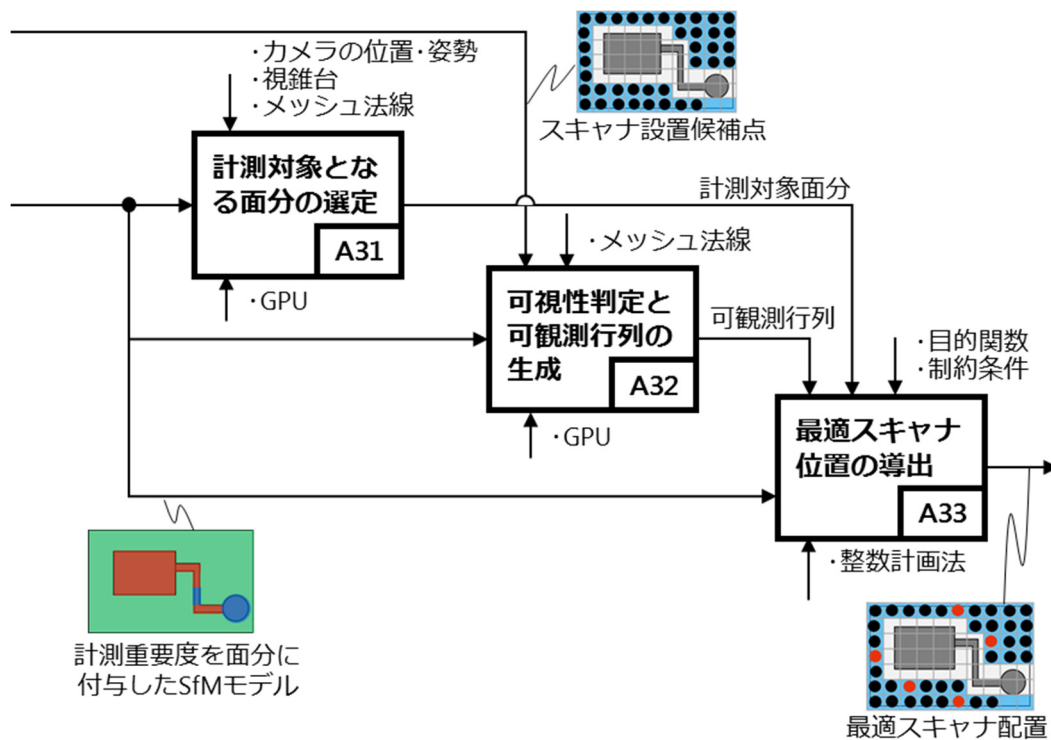 ・カメラの位置・姿勢
・視錐台
・メッシュ法線
スキャナ設置候補点
計測対象とな
る面分の選定
A31
・GPU
計測対象面分
・メッシュ法線
可視性判定と
可観測行列の
生成
A32
・GPU
可観測行列
・目的関数
・制約条件
最適スキャナ
位置の導出
A33
・整数計画法
計測重要度を面分に
付与したSfMモデル
最適スキャナ配置